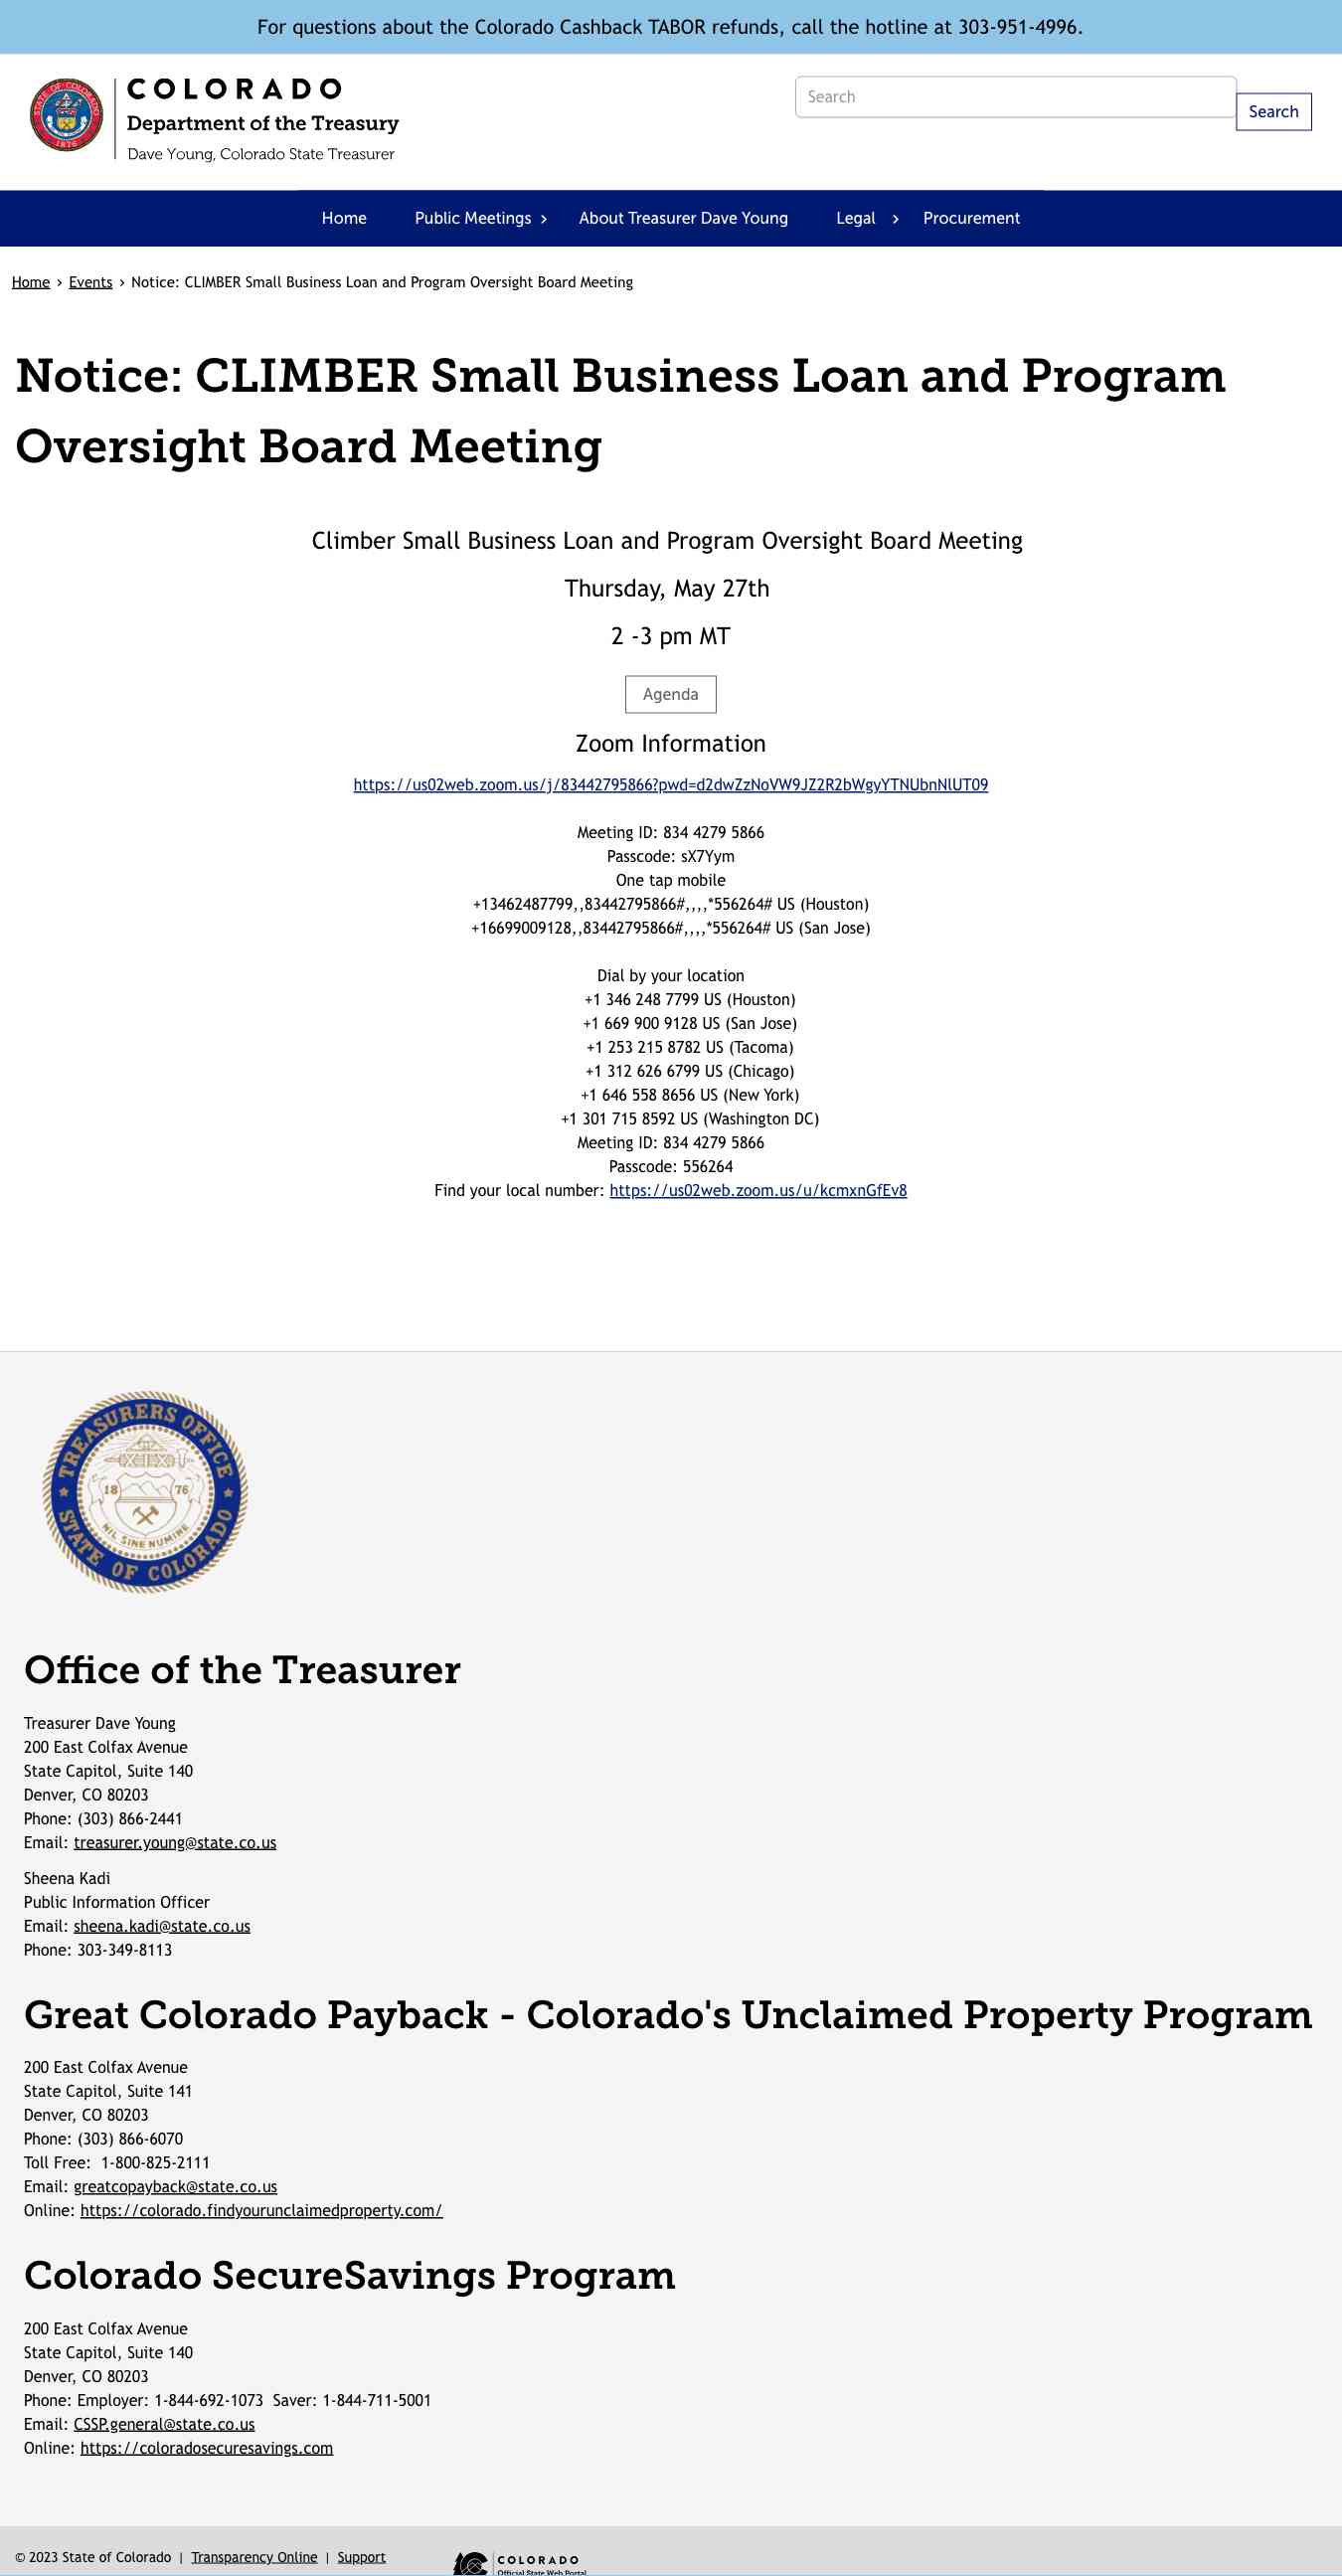 For questions about the Colorado Cashback TABOR refunds, call the hotline at 303-951-4996.
STATE OF COLORADO
1876
COLORADO
Department of the Treasury
Dave Young, Colorado State Treasurer
Search
Search
Home Public Meetings › About Treasurer Dave Young Legal › Procurement
Home › Events › Notice: CLIMBER Small Business Loan and Program Oversight Board Meeting
Notice: CLIMBER Small Business Loan and Program
Oversight Board Meeting
Climber Small Business Loan and Program Oversight Board Meeting
Thursday, May 27th
2 -3 pm MT
Agenda
Zoom Information
https://us02web.zoom.us/j/83442795866?pwd=d2dwZzNoVW9JZ2R2bWgyYTNUbnNlUT09
Meeting ID: 834 4279 5866
Passcode: sX7Yym
One tap mobile
+13462487799,,83442795866#,,,,*556264# US (Houston)
+16699009128,,83442795866#,,,,*556264# US (San Jose)
Dial by your location
+1 346 248 7799 US (Houston)
+1 669 900 9128 US (San Jose)
+1 253 215 8782 US (Tacoma)
+1 312 626 6799 US (Chicago)
+1 646 558 8656 US (New York)
+1 301 715 8592 US (Washington DC)
Meeting ID: 834 4279 5866
Passcode: 556264
Find your local number: https://us02web.zoom.us/u/kcmxnGfEv8
TREASURERS OFFICE
18 76
NIL SINE NUMINE
STATE OF COLORADO
Office of the Treasurer
Treasurer Dave Young
200 East Colfax Avenue
State Capitol, Suite 140
Denver, CO 80203
Phone: (303) 866-2441
Email: treasurer.young@state.co.us
Sheena Kadi
Public Information Officer
Email: sheena.kadi@state.co.us
Phone: 303-349-8113
Great Colorado Payback - Colorado's Unclaimed Property Program
200 East Colfax Avenue
State Capitol, Suite 141
Denver, CO 80203
Phone: (303) 866-6070
Toll Free:  1-800-825-2111
Email: greatcopayback@state.co.us
Online: https://colorado.findyourunclaimedproperty.com/
Colorado SecureSavings Program
200 East Colfax Avenue
State Capitol, Suite 140
Denver, CO 80203
Phone: Employer: 1-844-692-1073  Saver: 1-844-711-5001
Email: CSSP.general@state.co.us
Online: https://coloradosecuresavings.com
© 2023 State of Colorado | Transparency Online | Support
COLORADO
Official State Web Portal